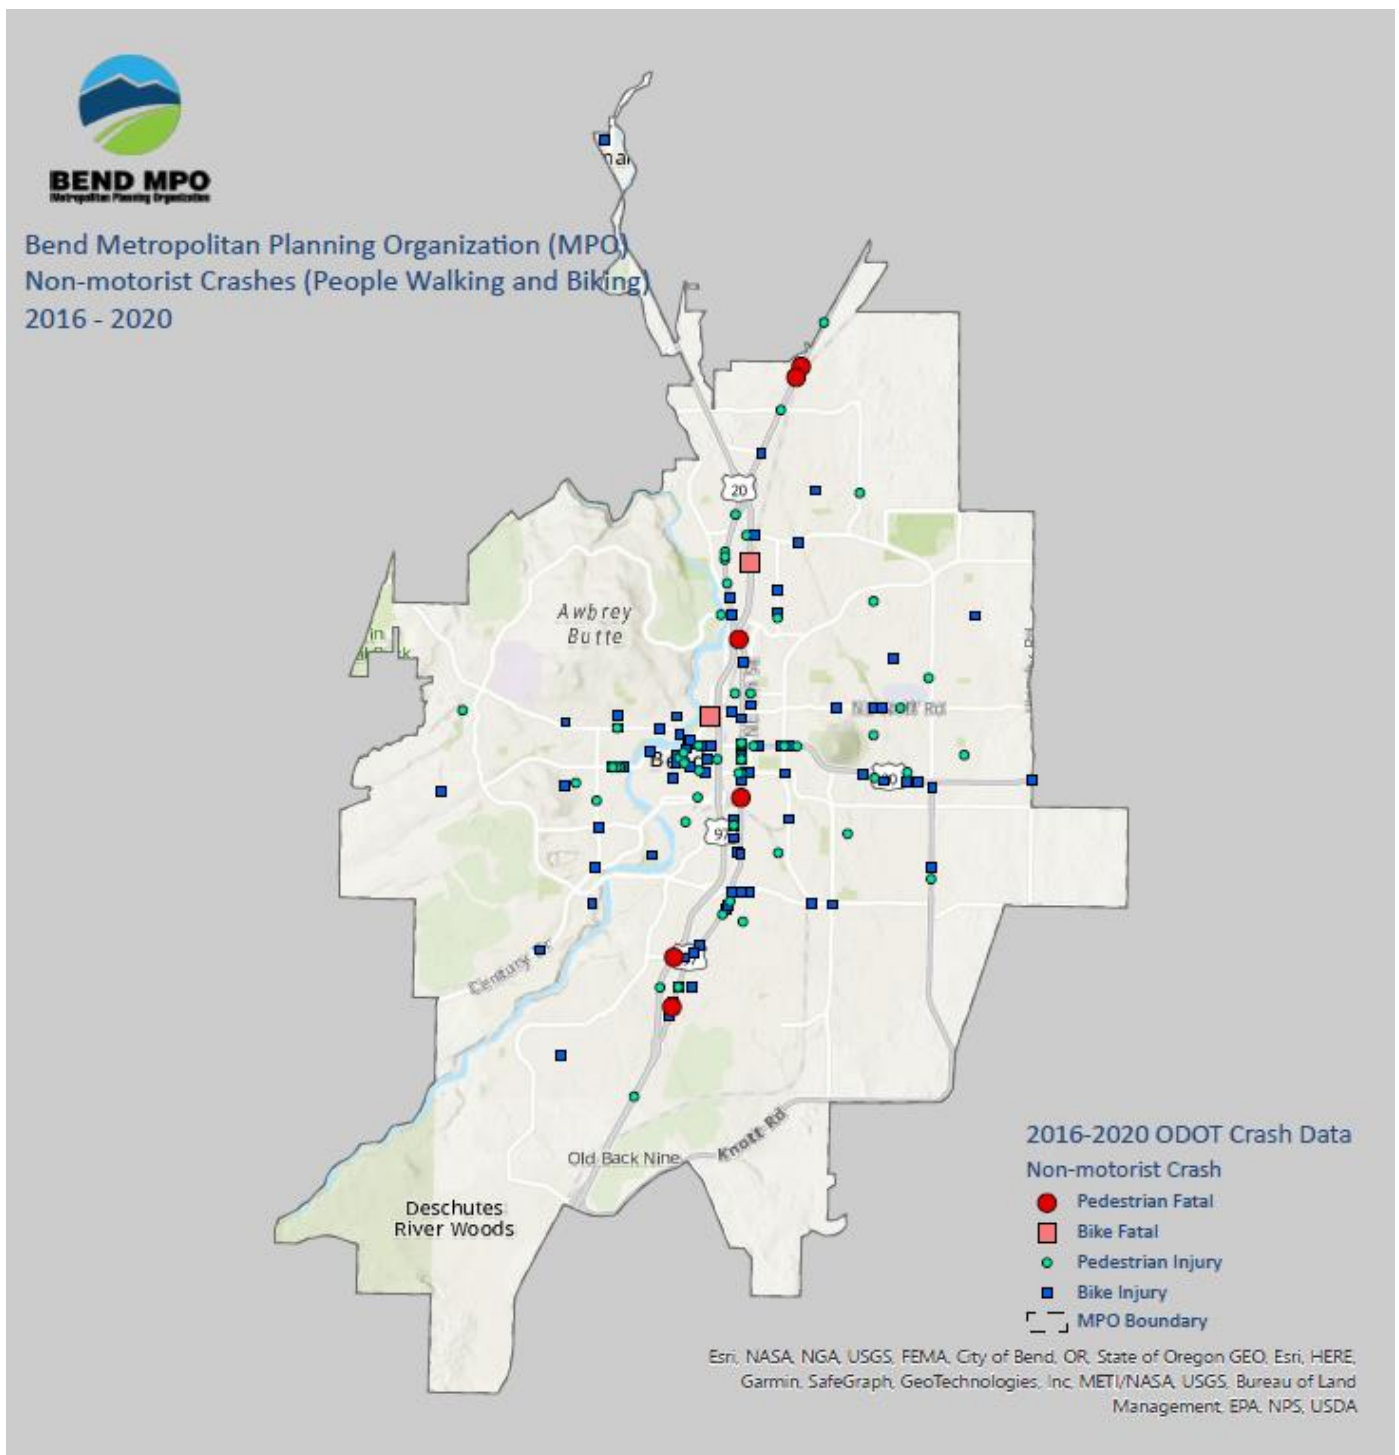 BEND MPO
Metropolitan Planning Organization
Bend Metropolitan Planning Organization (MPO)
Non-motorist Crashes (People Walking and Biking)
2016 - 2020
20
Awbrey
Butte
97
Century Dr
Knott Rd
Old Back Nine
Deschutes
River Woods
2016-2020 ODOT Crash Data
Non-motorist Crash
Pedestrian Fatal
Bike Fatal
Pedestrian Injury
Bike Injury
MPO Boundary
Esri, NASA, NGA, USGS, FEMA, City of Bend, OR, State of Oregon GEO, Esri, HERE,
Garmin, SafeGraph, GeoTechnologies, Inc, METI/NASA, USGS, Bureau of Land
Management, EPA, NPS, USDA